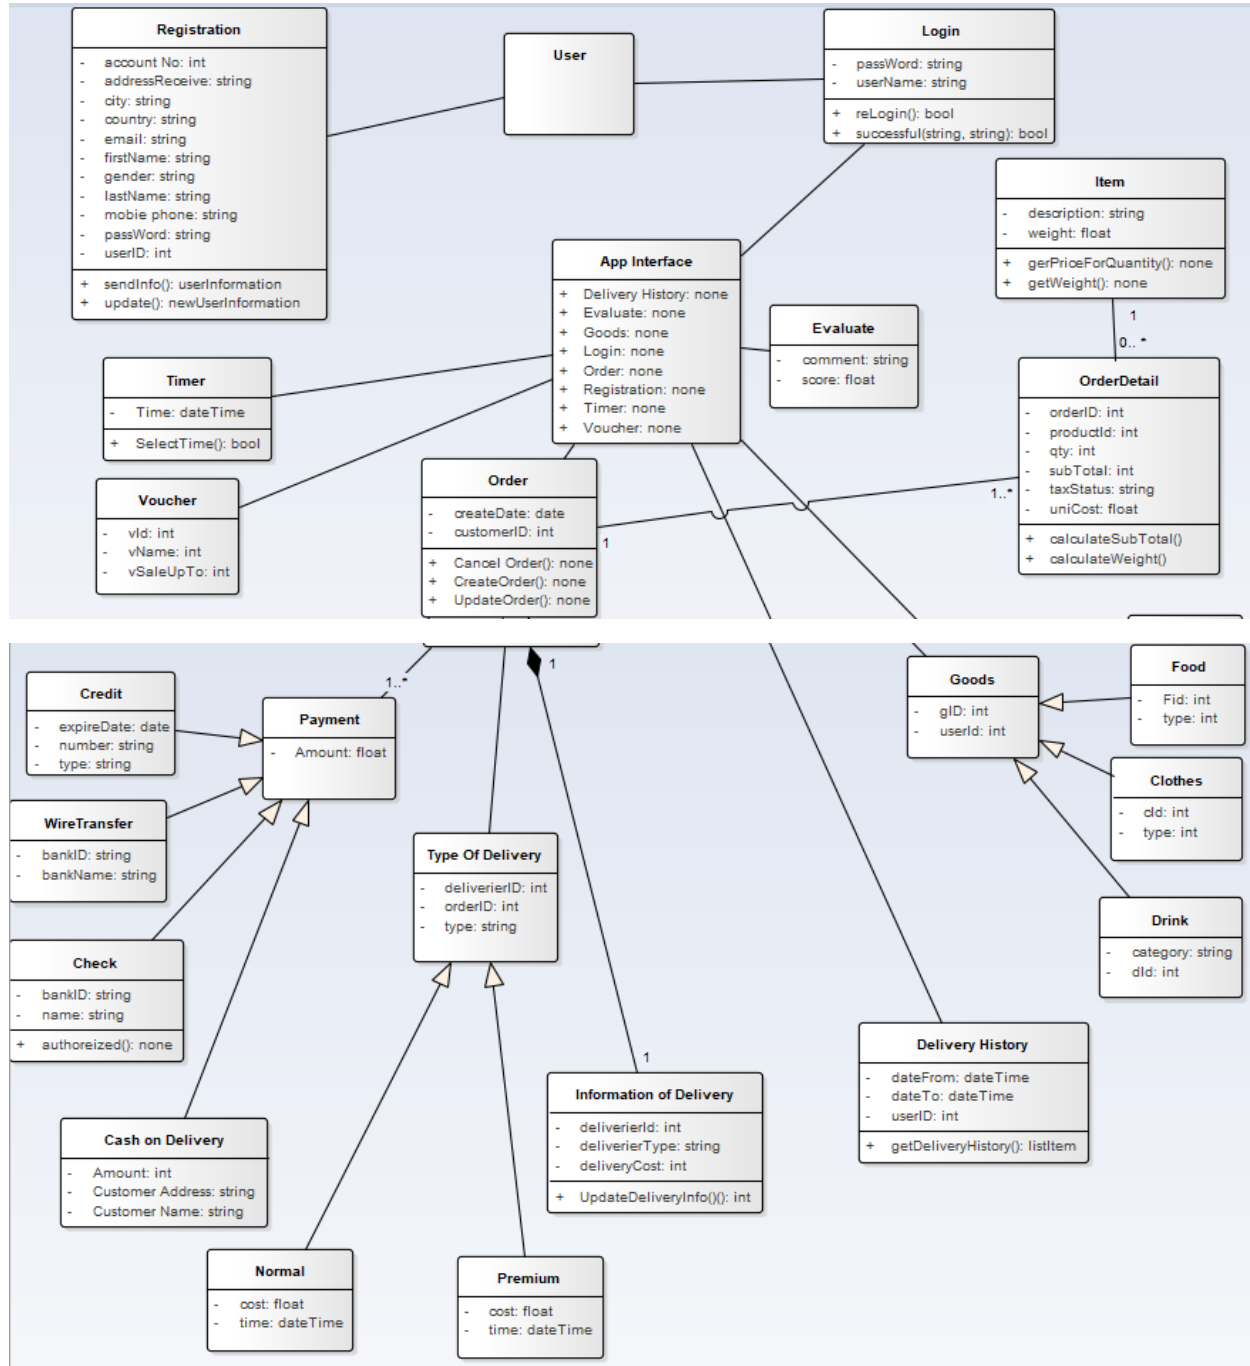 Registration
- account No: int
- addressReceive: string
- city: string
- country: string
- email: string
- firstName: string
- gender: string
- lastName: string
- mobie phone: string
- passWord: string
- userID: int
+ sendInfo(): userInformation
+ update(): newUserInformation
User
Login
- passWord: string
- userName: string
+ reLogin(): bool
+ successful(string, string): bool
Item
- description: string
- weight: float
+ gerPriceForQuantity(): none
+ getWeight(): none
1
0.. *
App Interface
+ Delivery History: none
+ Evaluate: none
+ Goods: none
+ Login: none
+ Order: none
+ Registration: none
+ Timer: none
+ Voucher: none
Evaluate
- comment: string
- score: float
Timer
- Time: dateTime
+ SelectTime(): bool
OrderDetail
- orderID: int
- productId: int
- qty: int
- subTotal: int
- taxStatus: string
- uniCost: float
+ calculateSubTotal()
+ calculateWeight()
Voucher
- vId: int
- vName: int
- vSaleUpTo: int
Order
- createDate: date
- customerID: int
+ Cancel Order(): none
+ CreateOrder(): none
+ UpdateOrder(): none
1
1..*
1..*
1
Credit
- expireDate: date
- number: string
- type: string
Payment
- Amount: float
Goods
- gID: int
- userId: int
Food
- Fid: int
- type: int
Clothes
- cId: int
- type: int
WireTransfer
- bankID: string
- bankName: string
Type Of Delivery
- deliverierID: int
- orderID: int
- type: string
Drink
- category: string
- dId: int
Check
- bankID: string
- name: string
+ authoreized(): none
Delivery History
- dateFrom: dateTime
- dateTo: dateTime
- userID: int
+ getDeliveryHistory(): listItem
1
Information of Delivery
- deliverierId: int
- deliverierType: string
- deliveryCost: int
+ UpdateDeliveryInfo()(): int
Cash on Delivery
- Amount: int
- Customer Address: string
- Customer Name: string
Normal
- cost: float
- time: dateTime
Premium
- cost: float
- time: dateTime